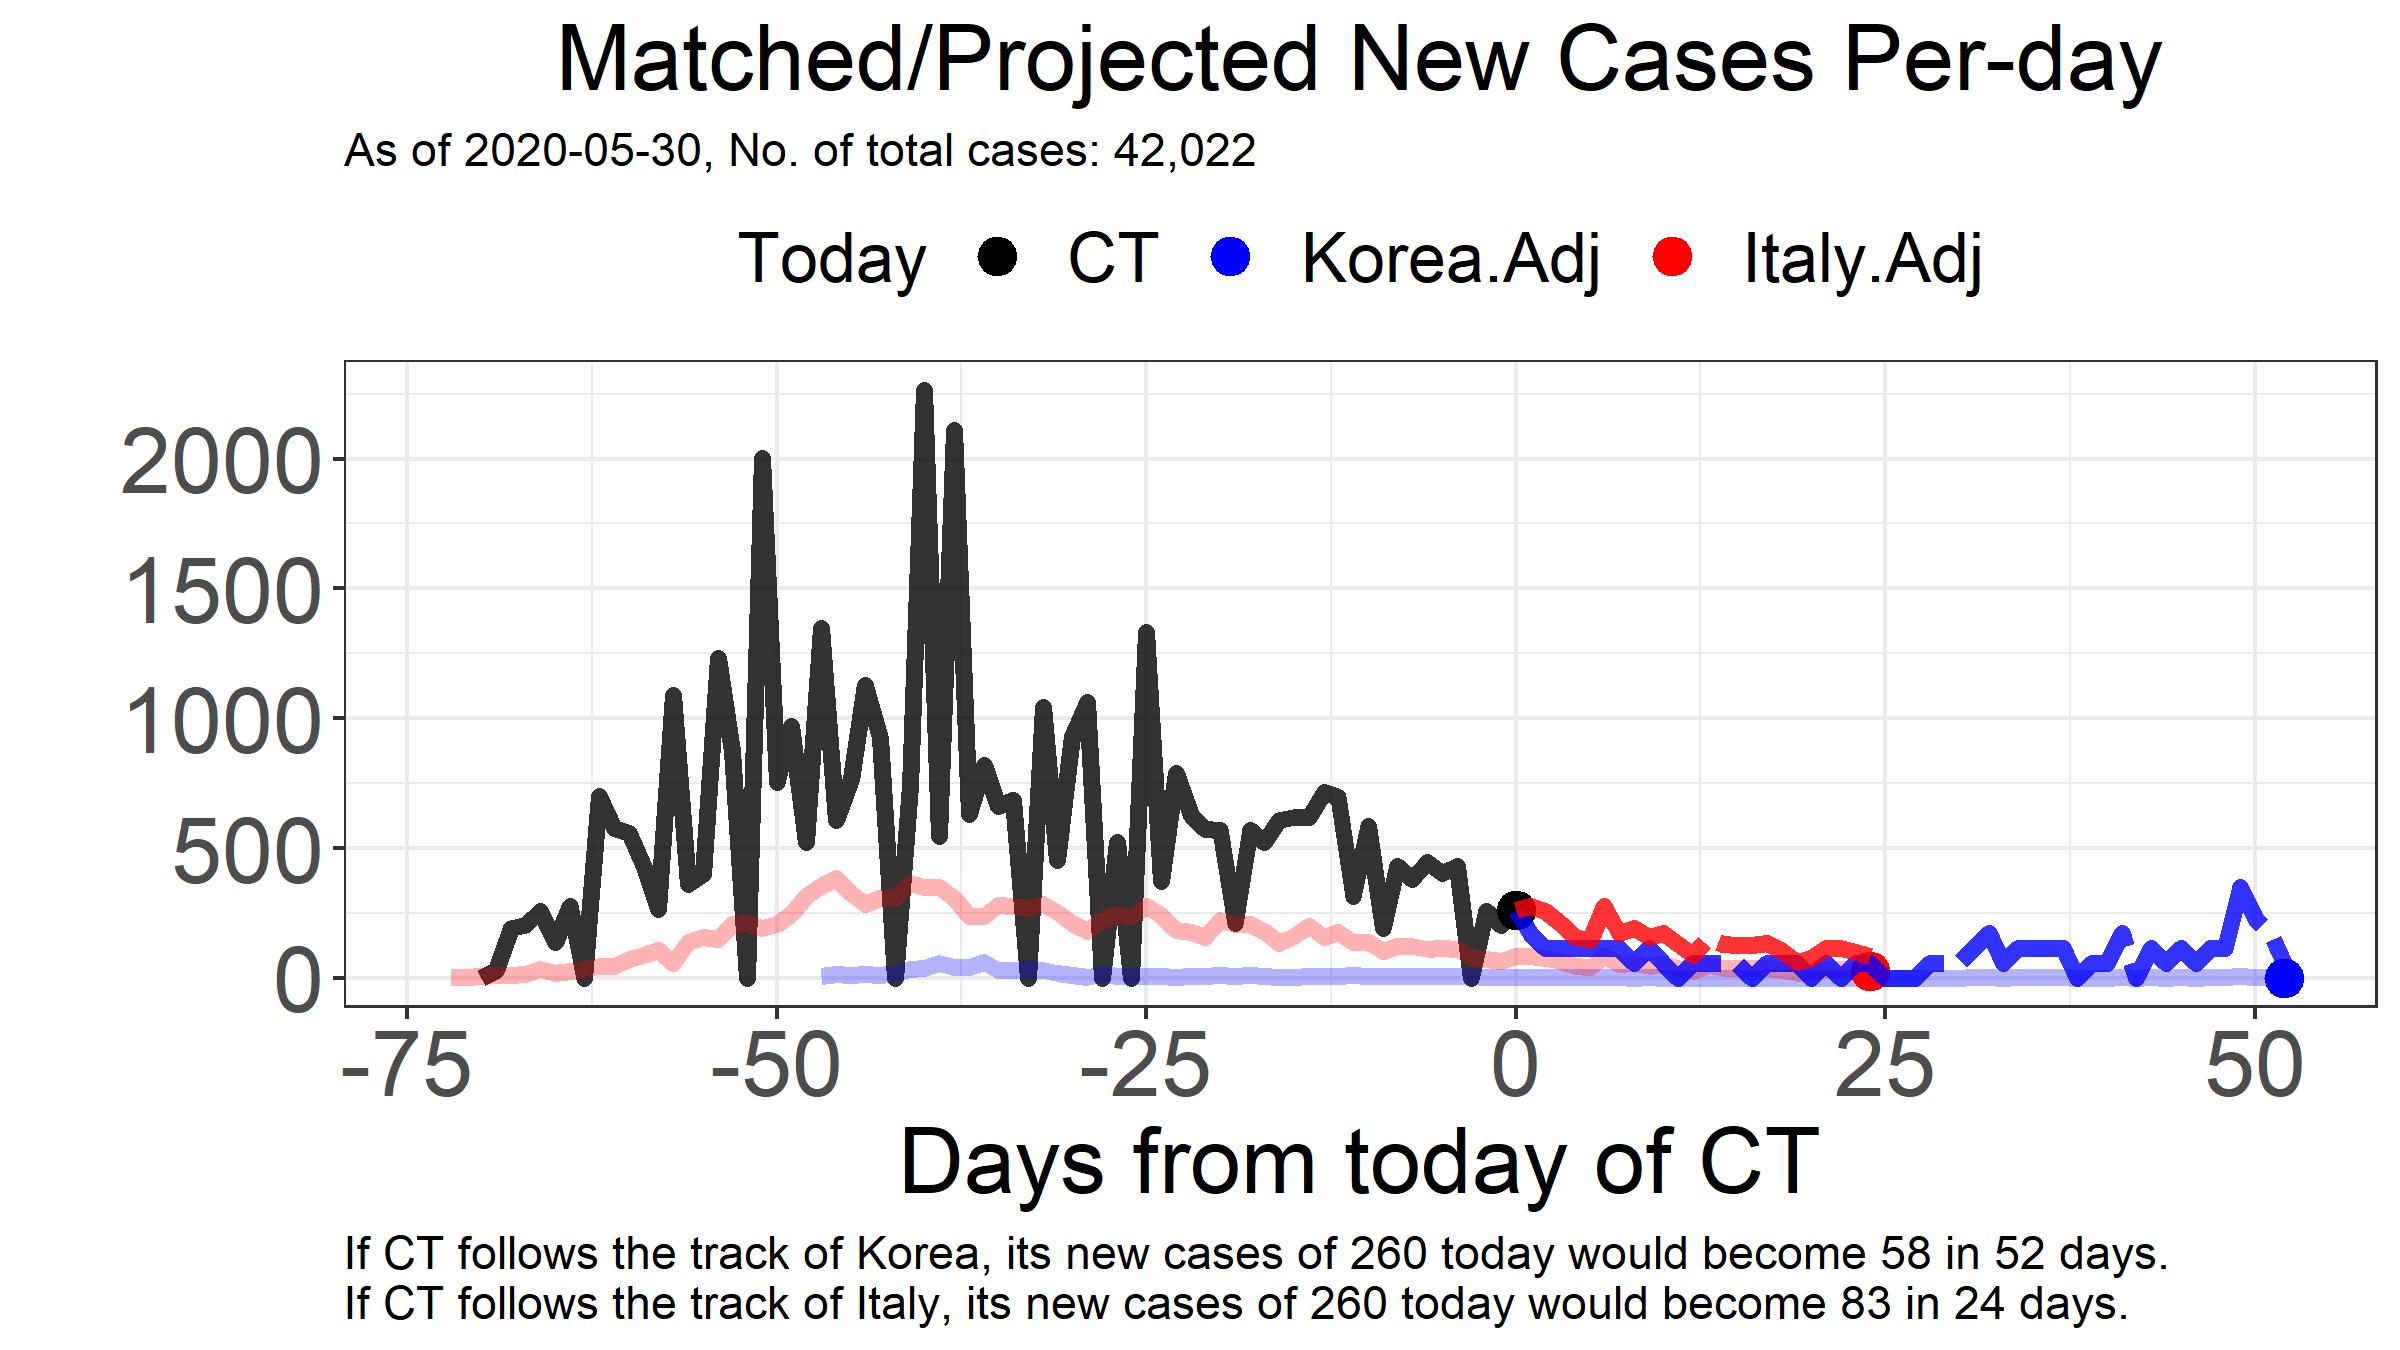 Matched/Projected New Cases Per-day
As of 2020-05-30, No. of total cases: 42,022
Today CT Korea.Adj Italy.Adj
2000
1500
1000
500
0
-75 -50 -25 0 25 50
Days from today of CT
If CT follows the track of Korea, its new cases of 260 today would become 58 in 52 days.
If CT follows the track of Italy, its new cases of 260 today would become 83 in 24 days.